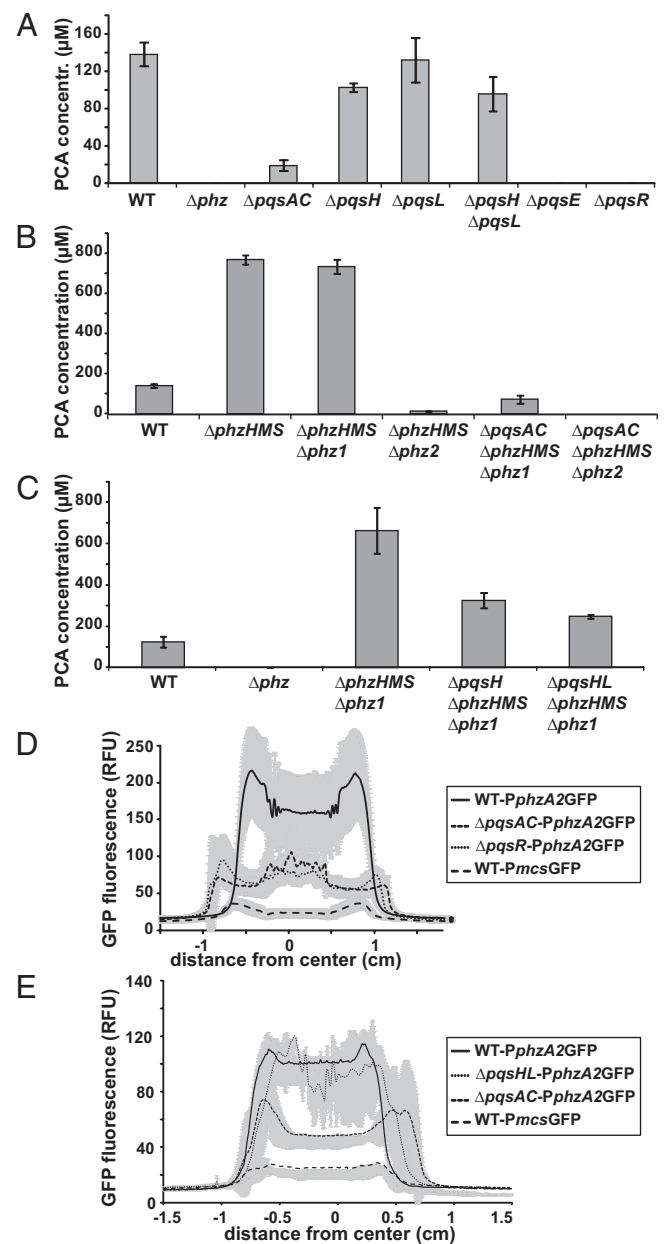 A
PCA concentr. (µM)
160
120
80
40
0
WT
Δphz
ΔpqsAC
ΔpqsH
ΔpqsL
ΔpqsH
ΔpqsL
ΔpqsE
ΔpqsR
B
PCA concentration (µM)
800
600
400
200
0
WT
ΔphzHMS
ΔphzHMS
Δphz1
ΔphzHMS
Δphz2
ΔpqsAC
ΔphzHMS
Δphz1
ΔpqsAC
ΔphzHMS
Δphz2
C
PCA concentration (µM)
800
600
400
200
0
WT
Δphz
ΔphzHMS
Δphz1
ΔpqsH
ΔphzHMS
Δphz1
ΔpqsHL
ΔphzHMS
Δphz1
D
GFP fluorescence (RFU)
250
200
150
100
50
0
-1
0
1
distance from center (cm)
WT-PphzA2GFP
ΔpqsAC-PphzA2GFP
ΔpqsR-PphzA2GFP
WT-PmcsGFP
E
GFP fluorescence (RFU)
140
120
80
40
0
-1.5
-1
-0.5
0
0.5
1
1.5
distance from center (cm)
WT-PphzA2GFP
ΔpqsHL-PphzA2GFP
ΔpqsAC-PphzA2GFP
WT-PmcsGFP